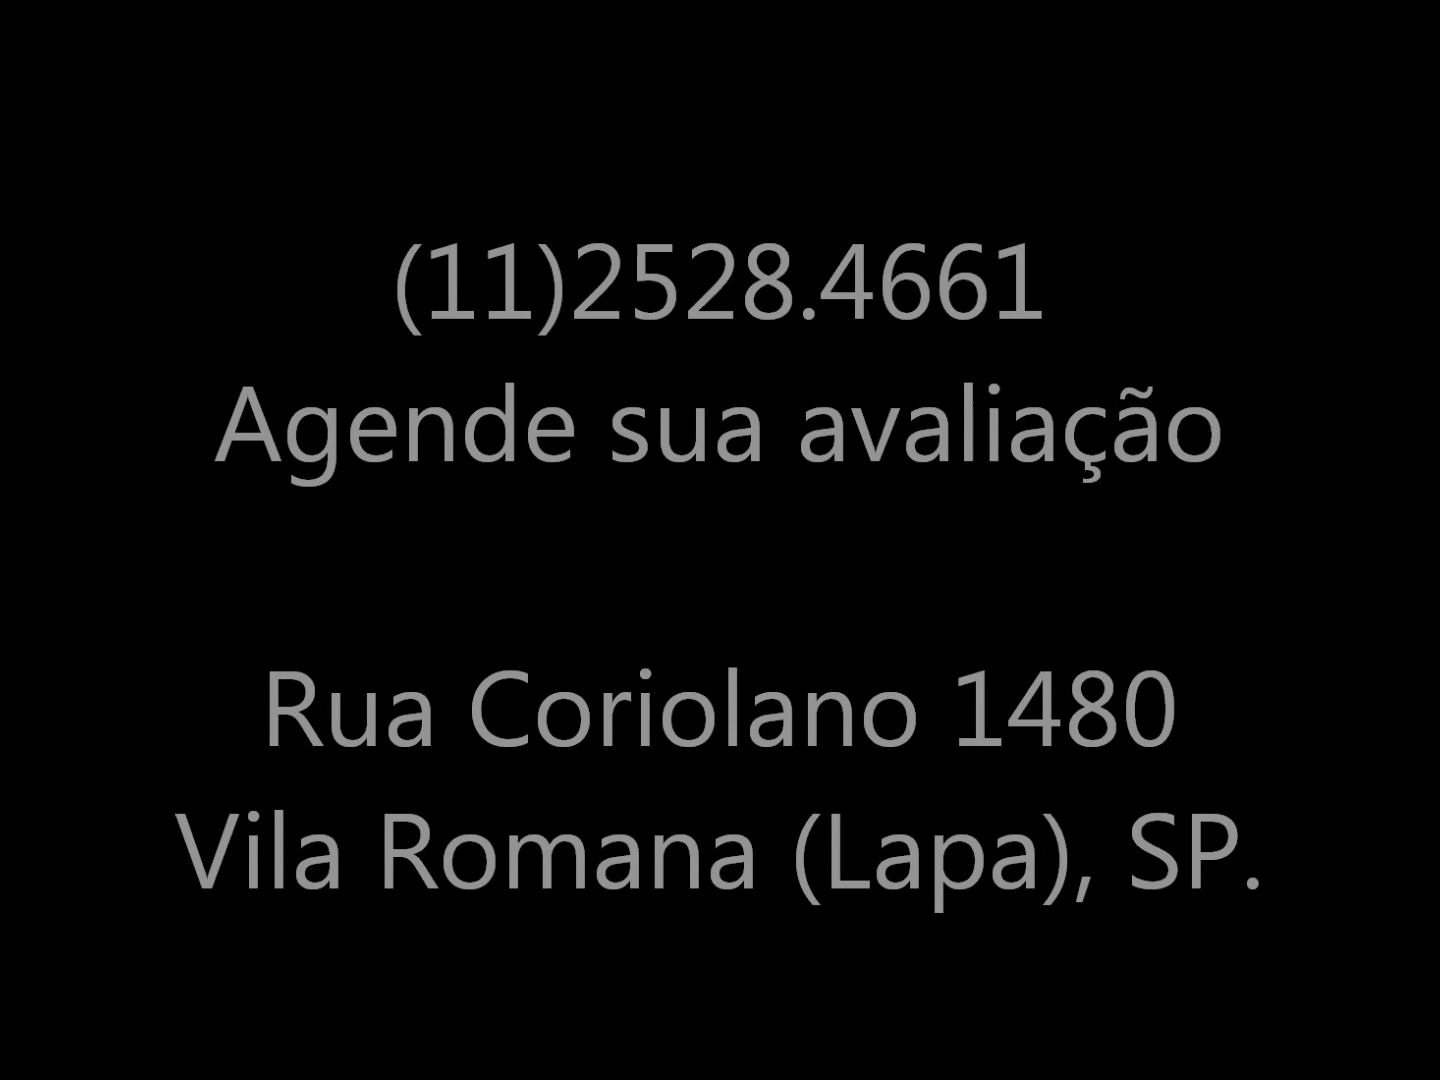 (11)2528.4661
Agende sua avaliação
Rua Coriolano 1480
Vila Romana (Lapa), SP.